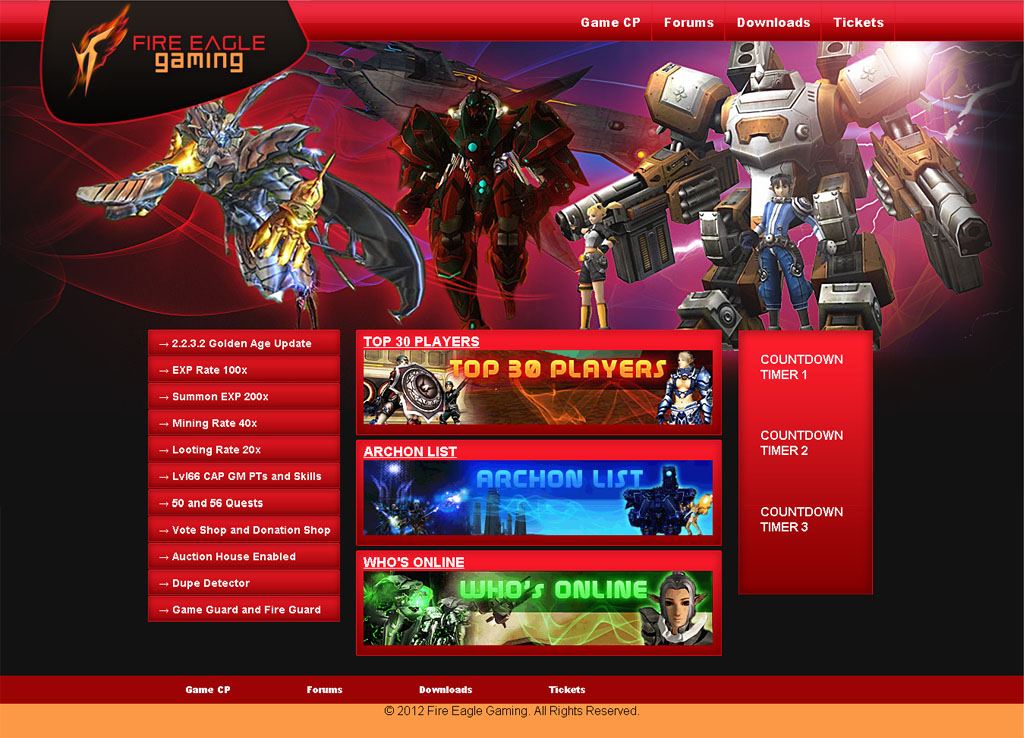 Game CP
Forums
Downloads
Tickets
FIRE EAGLE
gaming
→ 2.2.3.2 Golden Age Update
→ EXP Rate 100x
→ Summon EXP 200x
→ Mining Rate 40x
→ Looting Rate 20x
→ Lvl66 CAP GM PTs and Skills
→ 50 and 56 Quests
→ Vote Shop and Donation Shop
→ Auction House Enabled
→ Dupe Detector
→ Game Guard and Fire Guard
TOP 30 PLAYERS
TOP 30 PLAYERS
ARCHON LIST
ARCHON LIST
WHO'S ONLINE
WHO's ONLINE
COUNTDOWN
TIMER 1
COUNTDOWN
TIMER 2
COUNTDOWN
TIMER 3
Game CP
Forums
Downloads
Tickets
© 2012 Fire Eagle Gaming. All Rights Reserved.